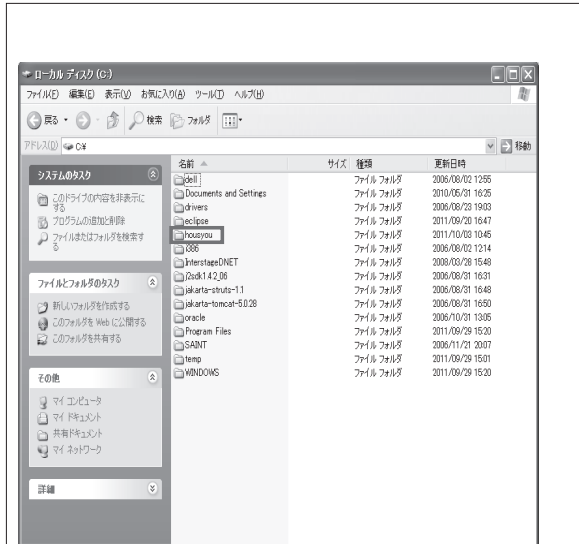 ローカル ディスク (C:)
ファイル(F) 編集(E) 表示(V) お気に入り(A) ツール(T) ヘルプ(H)
戻る 検索 フォルダ
アドレス(D) C:¥ 移動
名前 サイズ 種類 更新日時
システムのタスク
このドライブの内容を非表示に
する
プログラムの追加と削除
ファイルまたはフォルダを検索す
る
ファイルとフォルダのタスク
新しいフォルダを作成する
このフォルダを Web に公開する
このフォルダを共有する
その他
マイ コンピュータ
マイ ドキュメント
共有ドキュメント
マイ ネットワーク
詳細
dell ファイル フォルダ 2006/08/02 12:55
Documents and Settings ファイル フォルダ 2010/05/31 16:25
drivers ファイル フォルダ 2006/08/23 19:03
eclipse ファイル フォルダ 2011/09/20 16:47
housyou ファイル フォルダ 2011/10/03 10:45
i386 ファイル フォルダ 2006/08/02 12:14
InterstageDNET ファイル フォルダ 2008/03/28 15:48
j2sdk1.4.2_06 ファイル フォルダ 2006/08/31 16:31
jakarta-struts-1.1 ファイル フォルダ 2006/08/31 16:48
jakarta-tomcat-5.0.28 ファイル フォルダ 2006/08/31 16:50
oracle ファイル フォルダ 2006/10/31 13:05
Program Files ファイル フォルダ 2011/09/29 15:20
SAINT ファイル フォルダ 2006/11/21 20:07
temp ファイル フォルダ 2011/09/29 15:01
WINDOWS ファイル フォルダ 2011/09/29 15:20